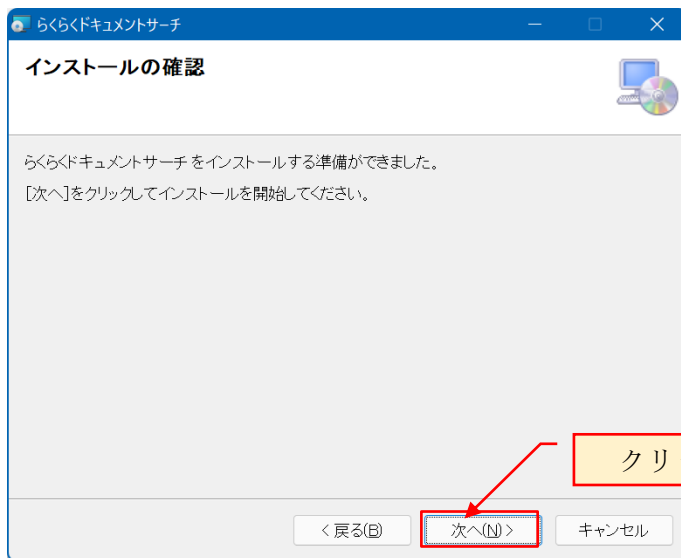 らくらくドキュメントサーチ
インストールの確認
らくらくドキュメントサーチ をインストールする準備ができました。
[次へ]をクリックしてインストールを開始してください。
クリ
< 戻る(B)
次へ(N) >
キャンセル